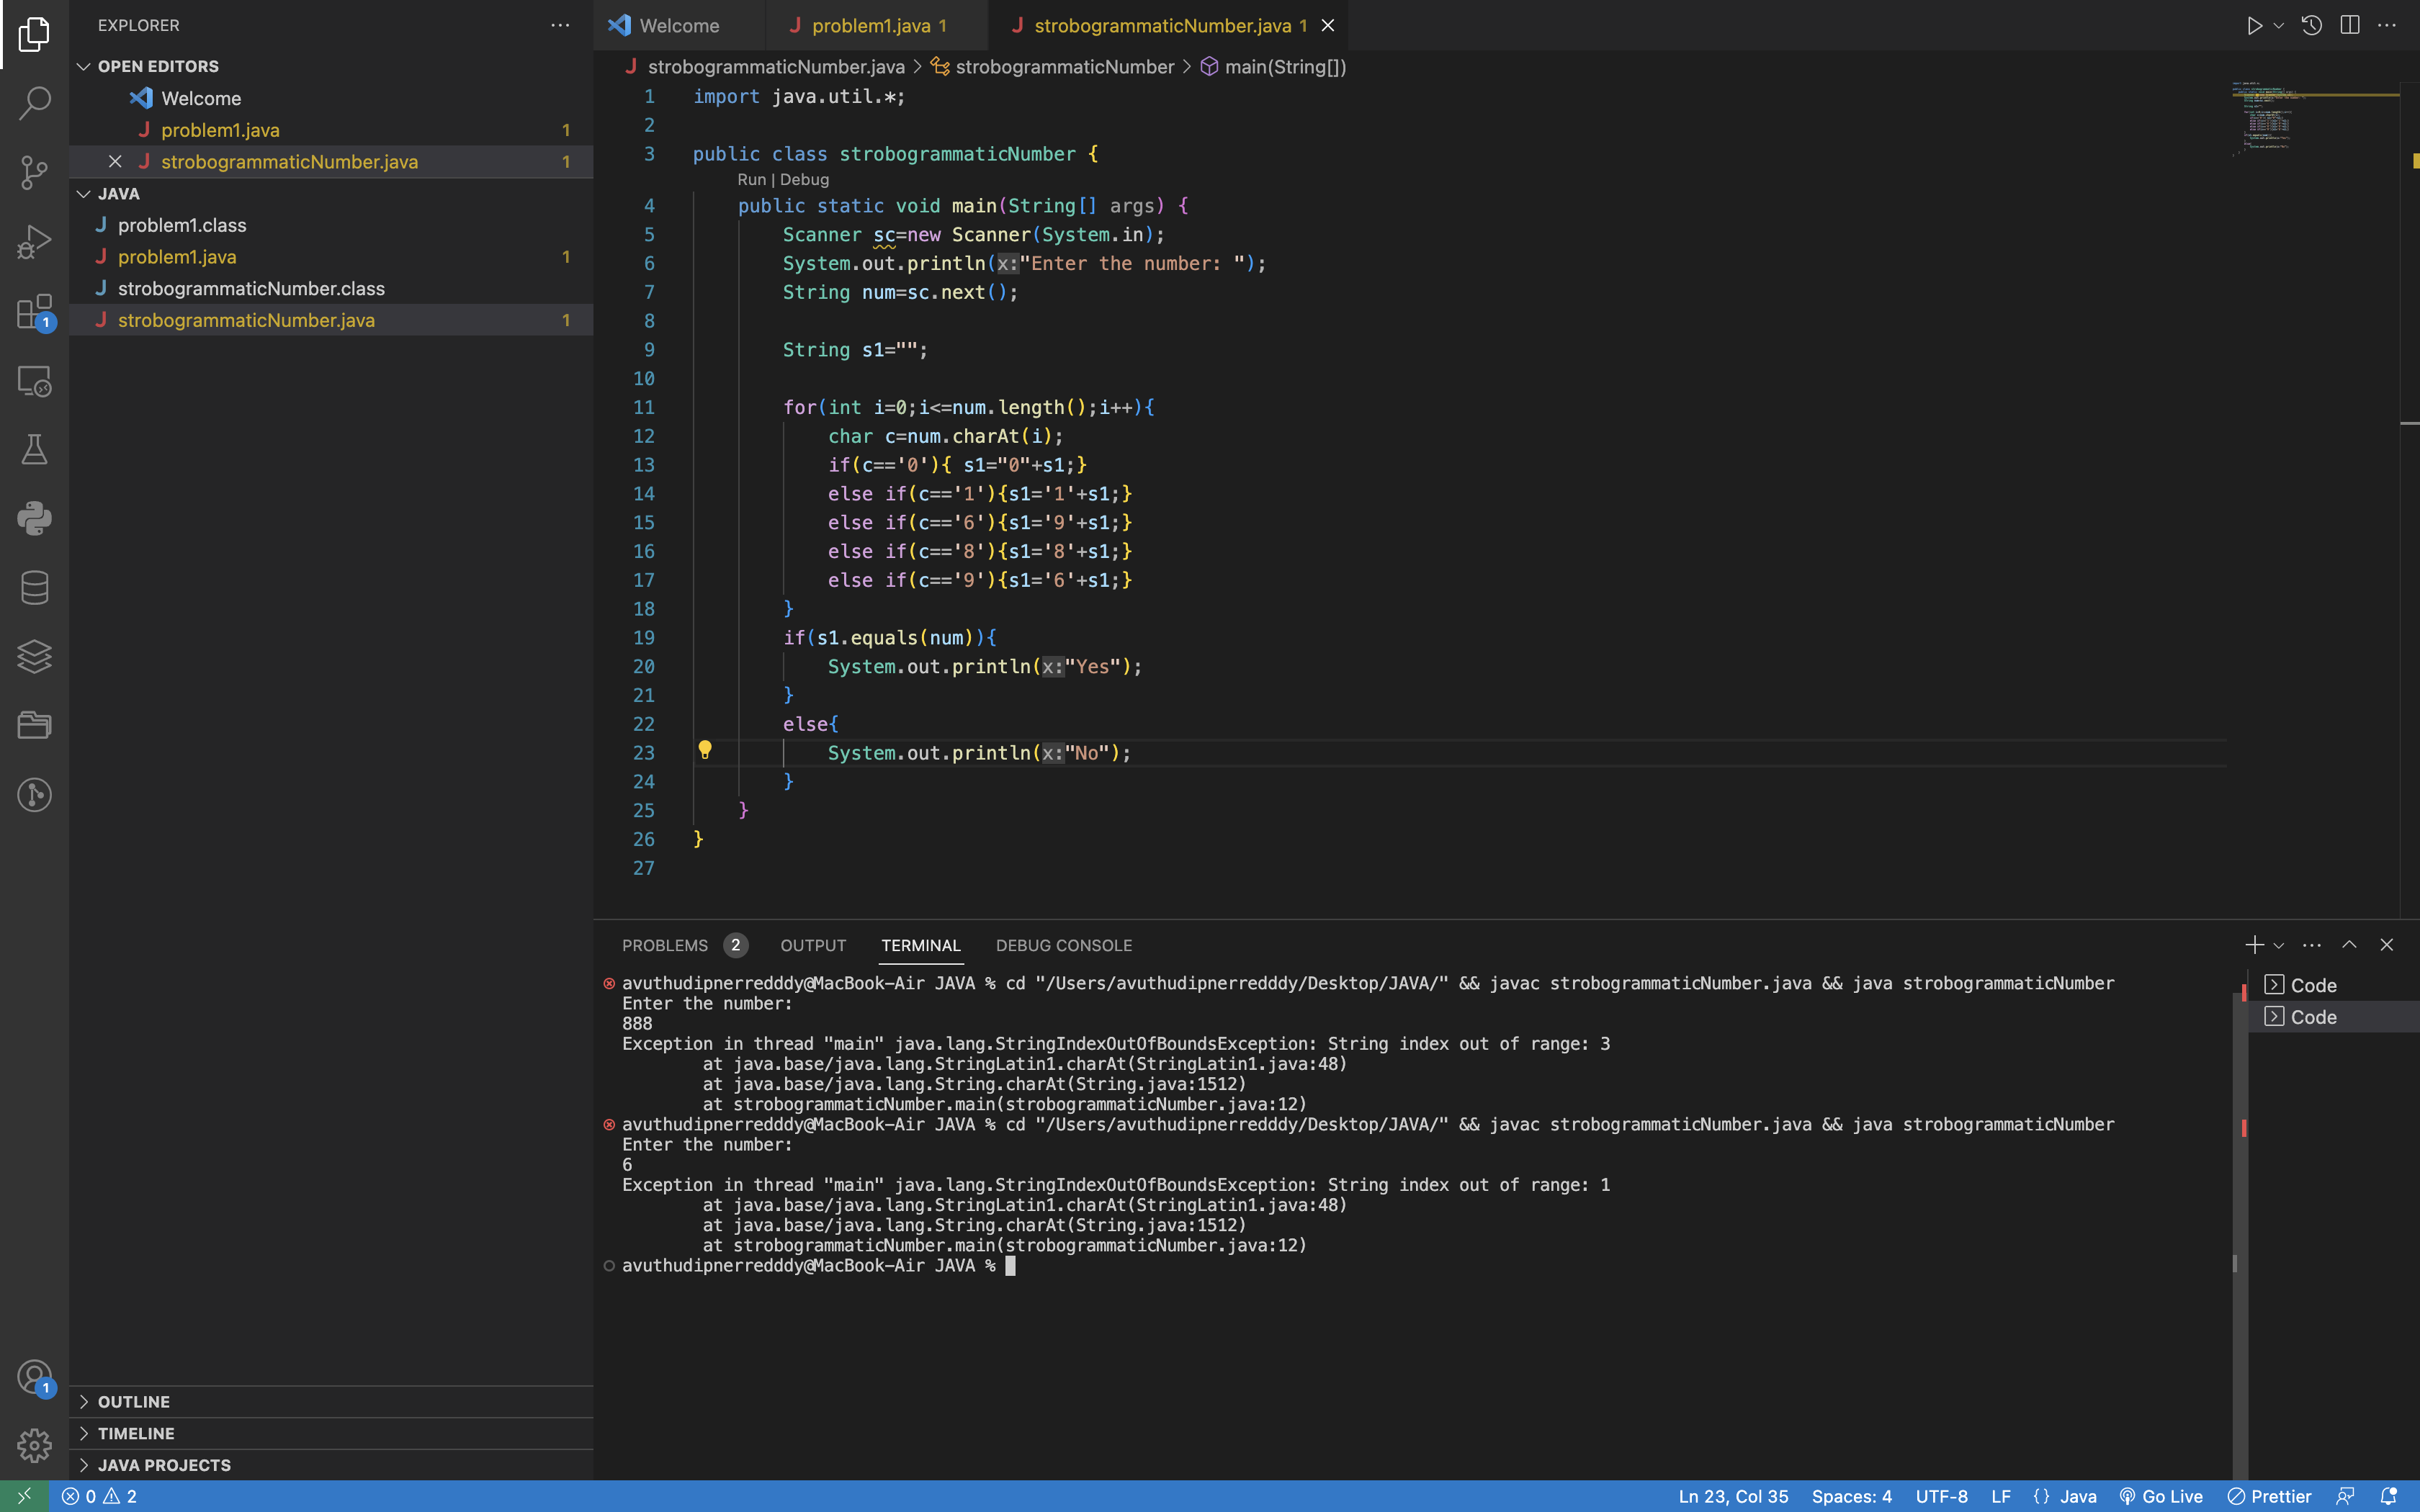 EXPLORER
OPEN EDITORS
Welcome
problem1.java 1
strobogrammaticNumber.java 1
JAVA
problem1.class
problem1.java 1
strobogrammaticNumber.class
strobogrammaticNumber.java 1
OUTLINE
TIMELINE
JAVA PROJECTS
1
1
Welcome problem1.java 1 strobogrammaticNumber.java 1
strobogrammaticNumber.java > strobogrammaticNumber > main(String[])
1 import java.util.*;
2
3 public class strobogrammaticNumber {
Run | Debug
4 public static void main(String[] args) {
5 Scanner sc=new Scanner(System.in);
6 System.out.println(x:"Enter the number: ");
7 String num=sc.next();
8
9 String s1="";
10
11 for(int i=0;i<=num.length();i++){
12 char c=num.charAt(i);
13 if(c=='0'){ s1="0"+s1;}
14 else if(c=='1'){s1='1'+s1;}
15 else if(c=='6'){s1='9'+s1;}
16 else if(c=='8'){s1='8'+s1;}
17 else if(c=='9'){s1='6'+s1;}
18 }
19 if(s1.equals(num)){
20 System.out.println(x:"Yes");
21 }
22 else{
23 System.out.println(x:"No");
24 }
25 }
26 }
27
PROBLEMS 2 OUTPUT TERMINAL DEBUG CONSOLE
avuthudipnerredddy@MacBook-Air JAVA % cd "/Users/avuthudipnerredddy/Desktop/JAVA/" && javac strobogrammaticNumber.java && java strobogrammaticNumber
Enter the number:
888
Exception in thread "main" java.lang.StringIndexOutOfBoundsException: String index out of range: 3
at java.base/java.lang.StringLatin1.charAt(StringLatin1.java:48)
at java.base/java.lang.String.charAt(String.java:1512)
at strobogrammaticNumber.main(strobogrammaticNumber.java:12)
avuthudipnerredddy@MacBook-Air JAVA % cd "/Users/avuthudipnerredddy/Desktop/JAVA/" && javac strobogrammaticNumber.java && java strobogrammaticNumber
Enter the number:
6
Exception in thread "main" java.lang.StringIndexOutOfBoundsException: String index out of range: 1
at java.base/java.lang.StringLatin1.charAt(StringLatin1.java:48)
at java.base/java.lang.String.charAt(String.java:1512)
at strobogrammaticNumber.main(strobogrammaticNumber.java:12)
avuthudipnerredddy@MacBook-Air JAVA %
Code
Code
0 2 Ln 23, Col 35 Spaces: 4 UTF-8 LF {} Java Go Live Prettier